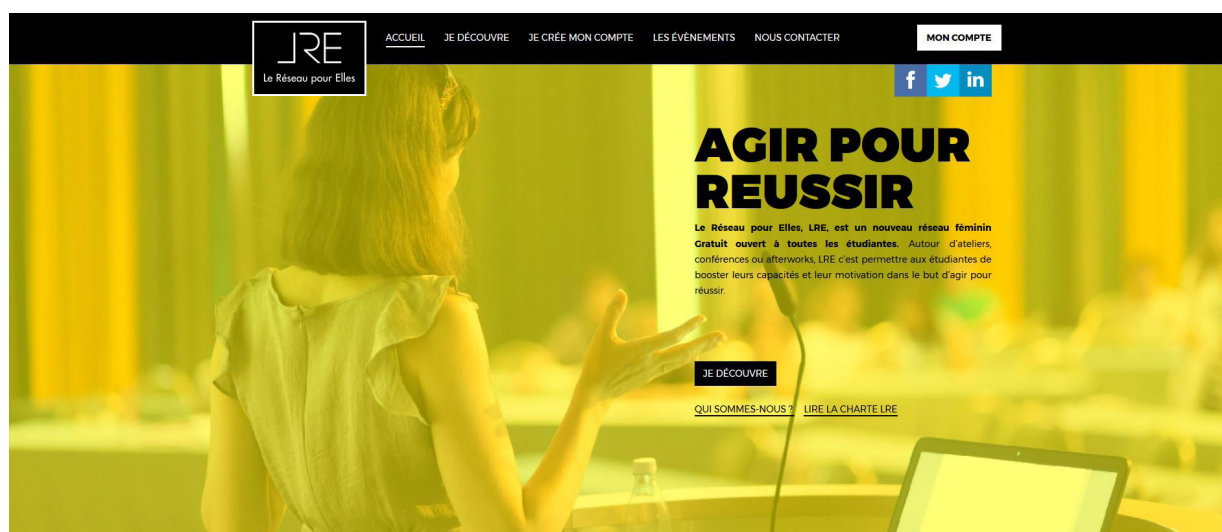 LRE
Le Réseau pour Elles
ACCUEIL JE DÉCOUVRE JE CRÉE MON COMPTE LES ÉVÈNEMENTS NOUS CONTACTER MON COMPTE
f in
AGIR POUR
REUSSIR
Le Réseau pour Elles, LRE, est un nouveau réseau féminin
Gratuit ouvert à toutes les étudiantes. Autour d'ateliers,
conférences ou afterworks, LRE c'est permettre aux étudiantes de
booster leurs capacités et leur motivation dans le but d'agir pour
réussir.
JE DÉCOUVRE
QUI SOMMES-NOUS ? LIRE LA CHARTE LRE